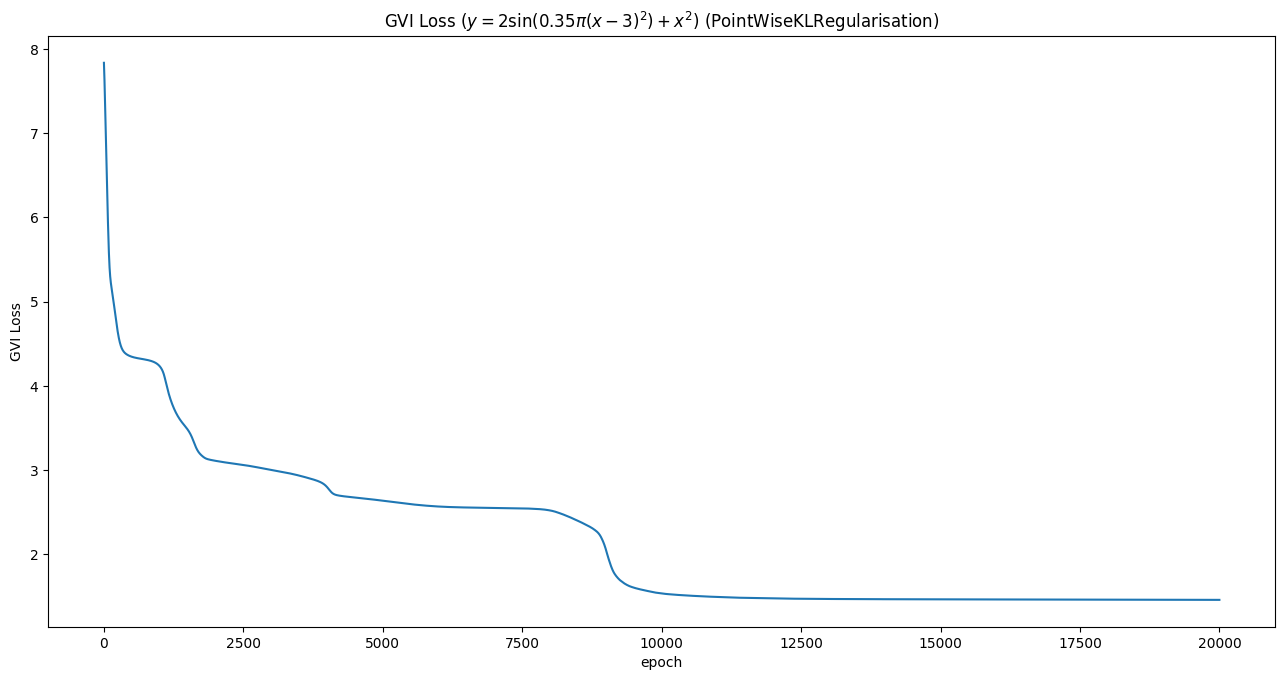 GVI Loss (y = 2sin(0.35π(x − 3)²) + x²) (PointWiseKLRegularisation)
8
7
6
5
4
3
2
GVI Loss
0 2500 5000 7500 10000 12500 15000 17500 20000
epoch